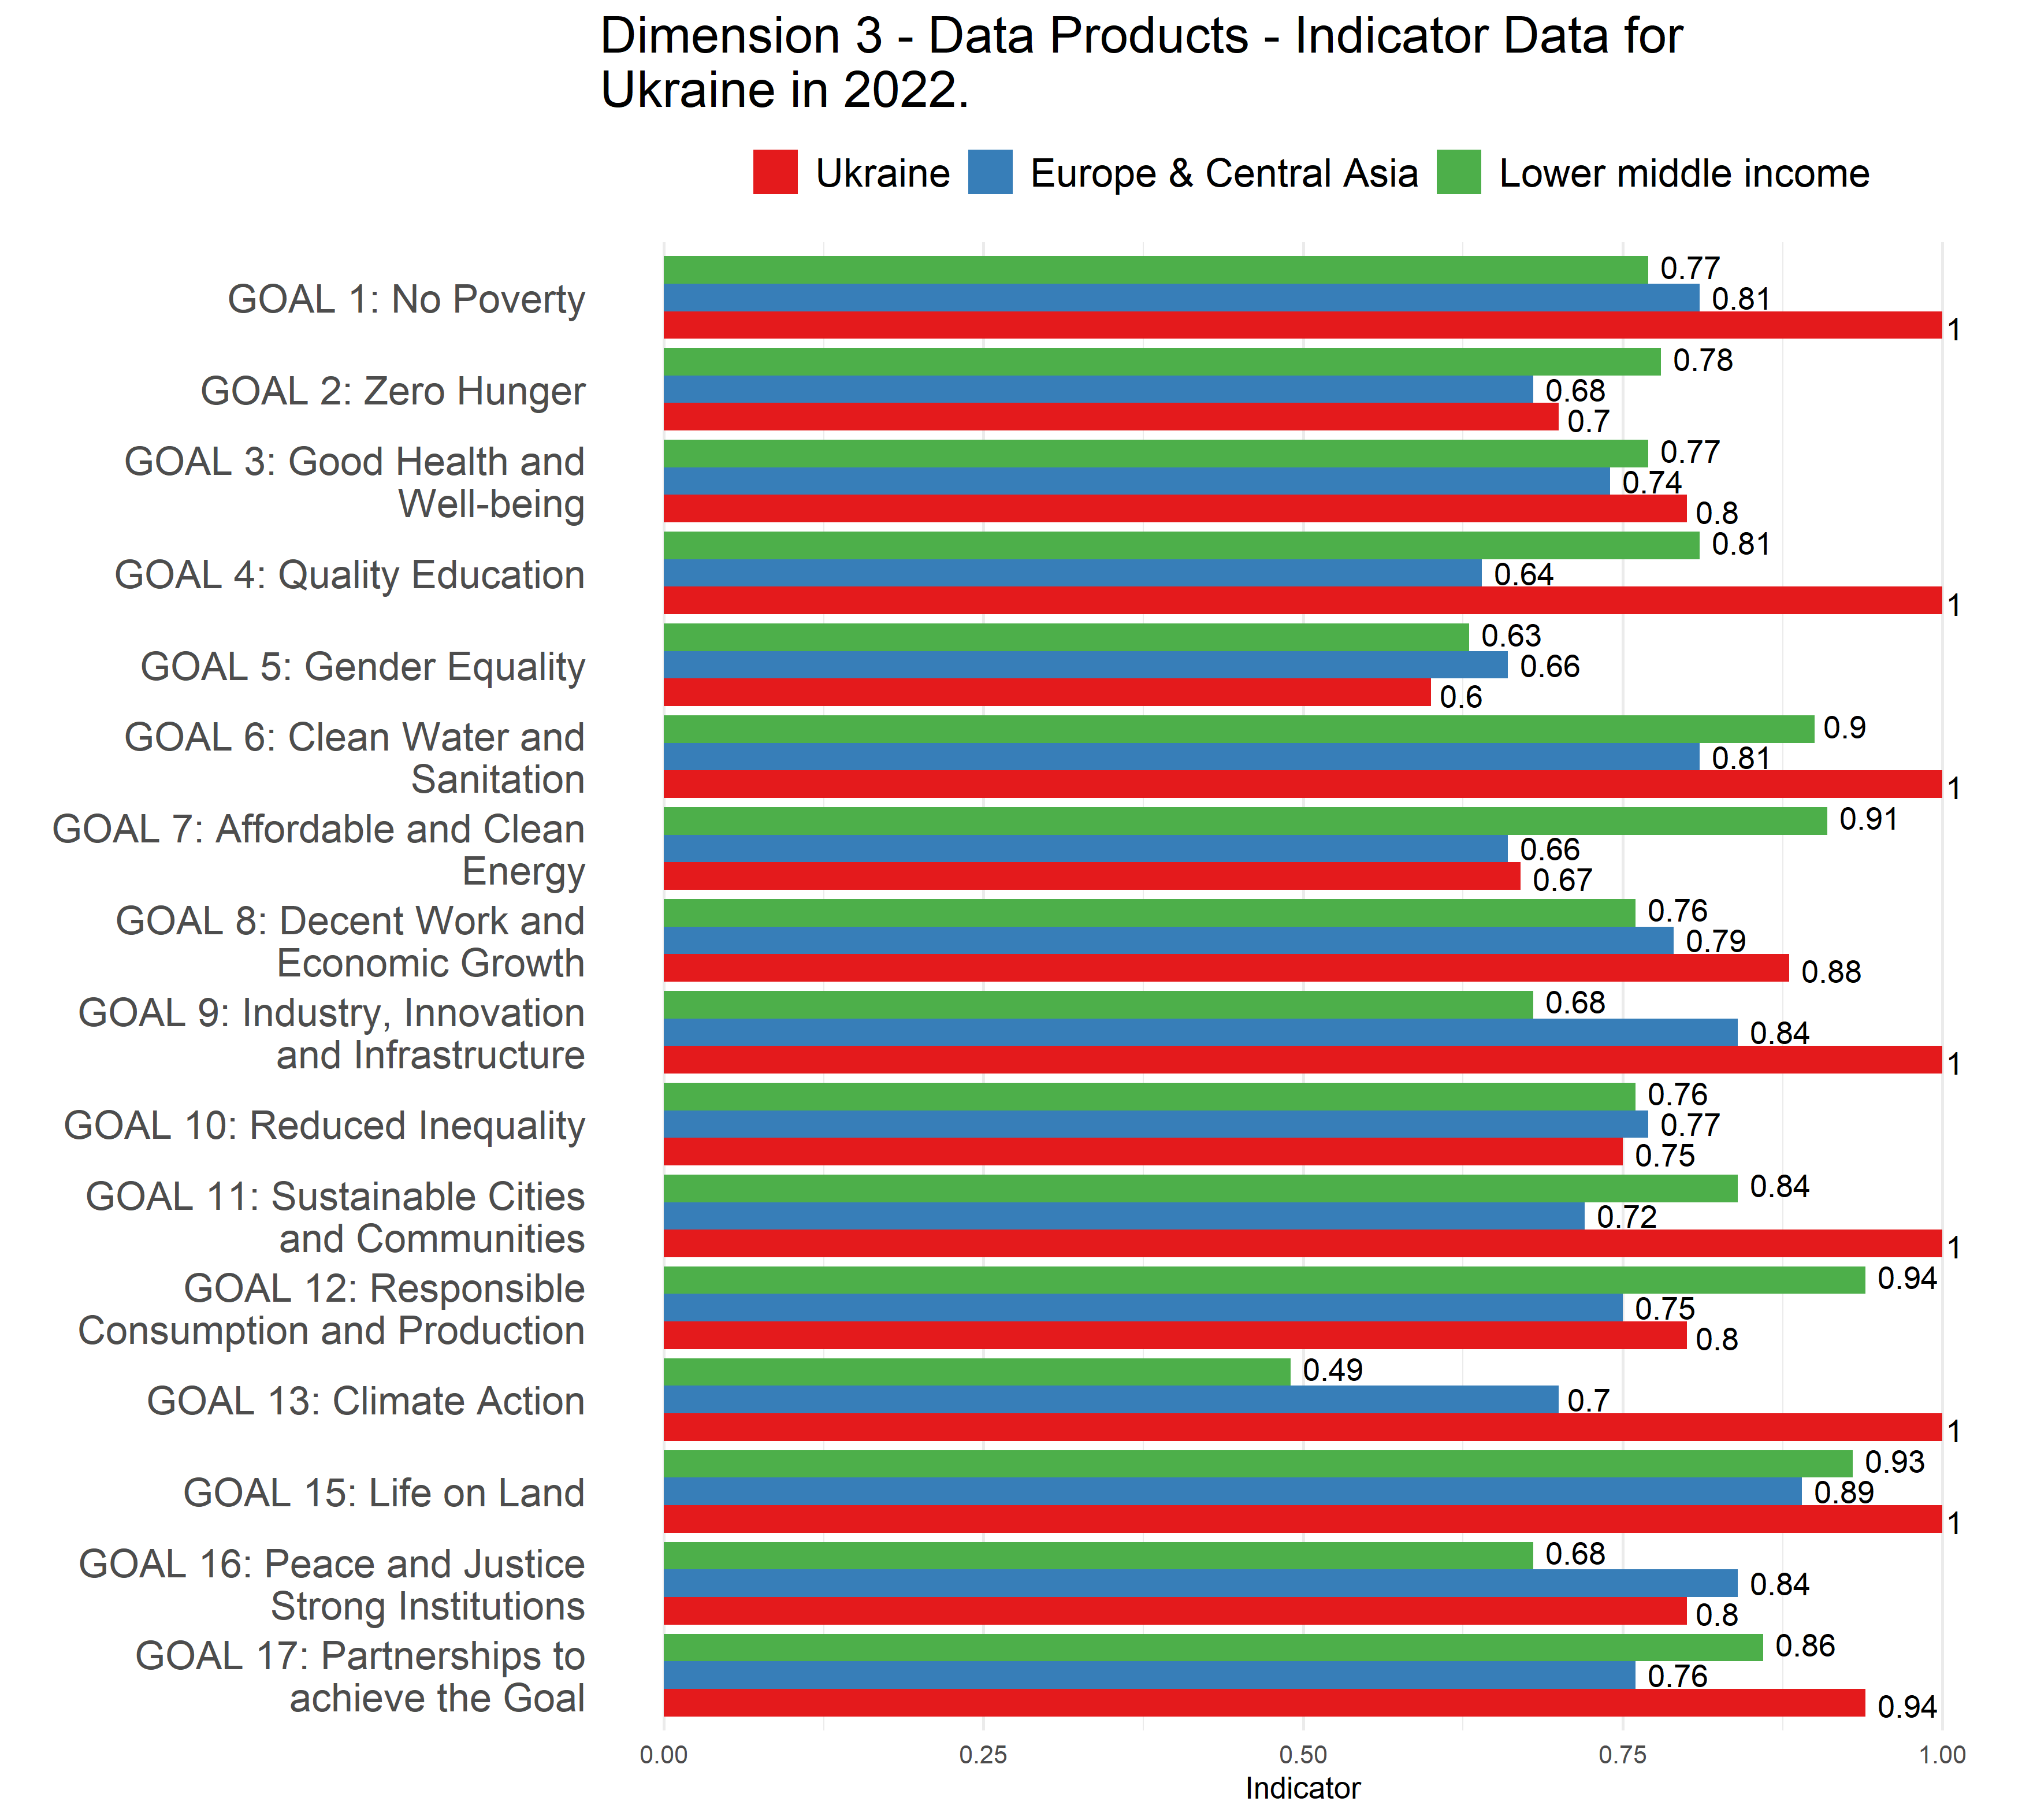 Dimension 3 - Data Products - Indicator Data for
Ukraine in 2022.
Ukraine Europe & Central Asia Lower middle income
GOAL 1: No Poverty
0.77
0.81
1
GOAL 2: Zero Hunger
0.78
0.68
0.7
GOAL 3: Good Health and
Well-being
0.77
0.74
0.8
GOAL 4: Quality Education
0.81
0.64
1
GOAL 5: Gender Equality
0.63
0.66
0.6
GOAL 6: Clean Water and
Sanitation
0.9
0.81
1
GOAL 7: Affordable and Clean
Energy
0.91
0.66
0.67
GOAL 8: Decent Work and
Economic Growth
0.76
0.79
0.88
GOAL 9: Industry, Innovation
and Infrastructure
0.68
0.84
1
GOAL 10: Reduced Inequality
0.76
0.77
0.75
GOAL 11: Sustainable Cities
and Communities
0.84
0.72
1
GOAL 12: Responsible
Consumption and Production
0.94
0.75
0.8
GOAL 13: Climate Action
0.49
0.7
1
GOAL 15: Life on Land
0.93
0.89
1
GOAL 16: Peace and Justice
Strong Institutions
0.68
0.84
0.8
GOAL 17: Partnerships to
achieve the Goal
0.86
0.76
0.94
0.00 0.25 0.50 0.75 1.00
Indicator